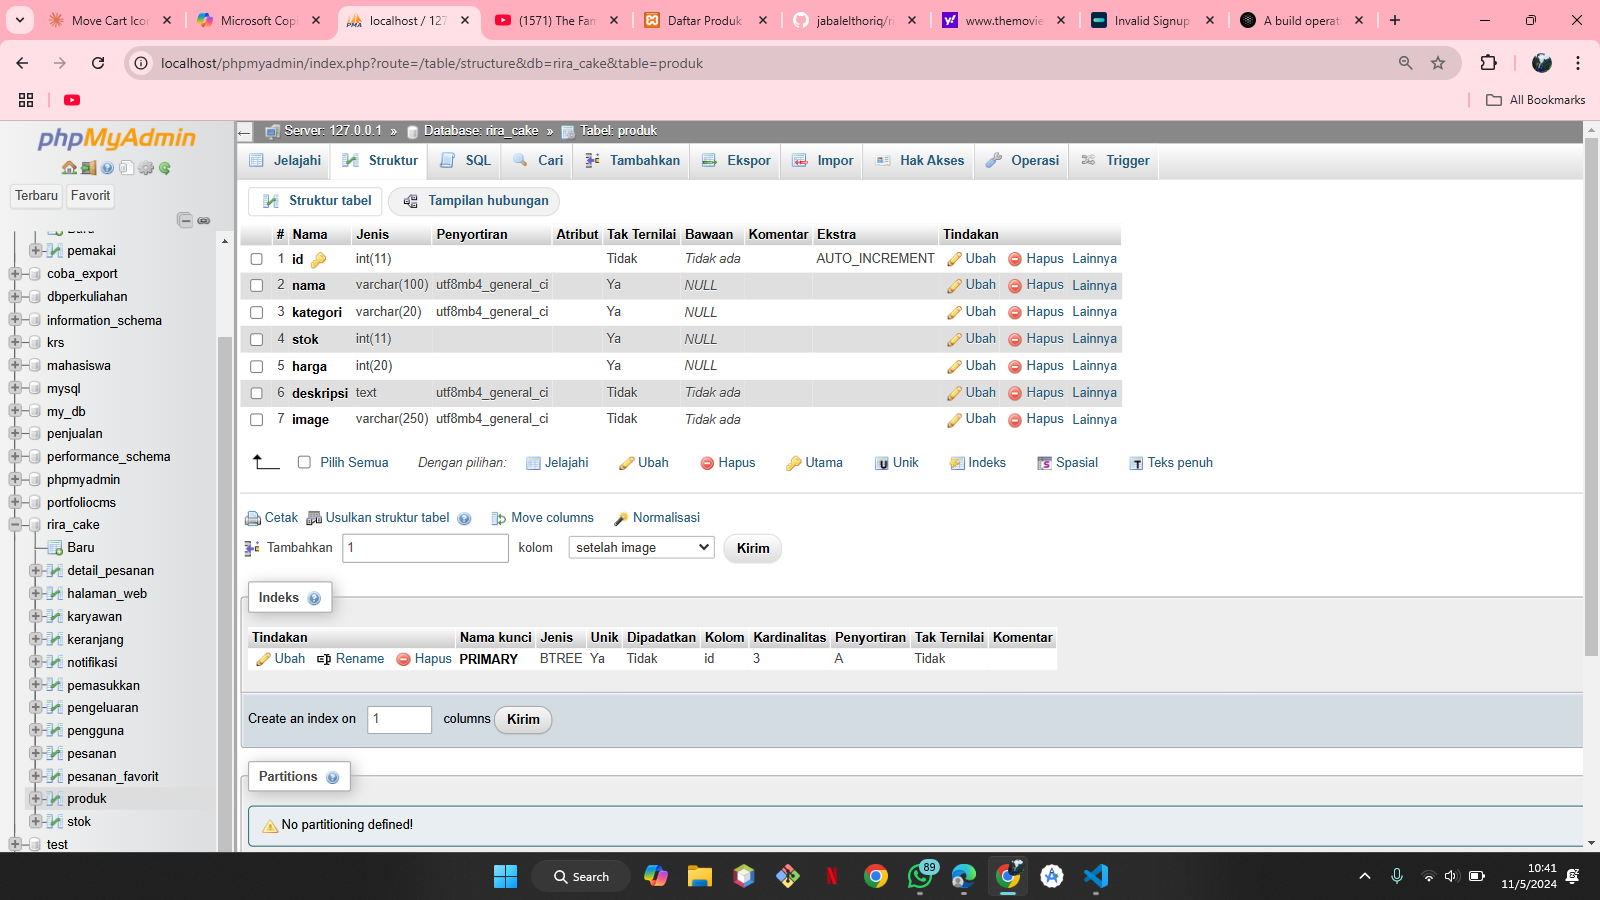 Move Cart Icon
Microsoft Copi
localhost / 127
(1571) The Fam
Daftar Produk
jabalelthoriq/ri
www.themovie
Invalid Signup
A build operati
localhost/phpmyadmin/index.php?route=/table/structure&db=rira_cake&table=produk
All Bookmarks
phpMyAdmin
Terbaru
Favorit
Baru
pemakai
coba_export
dbperkuliahan
information_schema
krs
mahasiswa
mysql
my_db
penjualan
performance_schema
phpmyadmin
portfoliocms
rira_cake
Baru
detail_pesanan
halaman_web
karyawan
keranjang
notifikasi
pemasukkan
pengeluaran
pengguna
pesanan
pesanan_favorit
produk
stok
test
Server: 127.0.0.1 » Database: rira_cake » Tabel: produk
Jelajahi Struktur SQL Cari Tambahkan Ekspor Impor Hak Akses Operasi Trigger
Struktur tabel Tampilan hubungan
# Nama Jenis Penyortiran Atribut Tak Ternilai Bawaan Komentar Ekstra Tindakan
1 id int(11) Tidak Tidak ada AUTO_INCREMENT Ubah Hapus Lainnya
2 nama varchar(100) utf8mb4_general_ci Ya NULL Ubah Hapus Lainnya
3 kategori varchar(20) utf8mb4_general_ci Ya NULL Ubah Hapus Lainnya
4 stok int(11) Ya NULL Ubah Hapus Lainnya
5 harga int(20) Ya NULL Ubah Hapus Lainnya
6 deskripsi text utf8mb4_general_ci Tidak Tidak ada Ubah Hapus Lainnya
7 image varchar(250) utf8mb4_general_ci Tidak Tidak ada Ubah Hapus Lainnya
Pilih Semua Dengan pilihan: Jelajahi Ubah Hapus Utama Unik Indeks Spasial Teks penuh
Cetak Usulkan struktur tabel Move columns Normalisasi
Tambahkan 1 kolom setelah image Kirim
Indeks
Tindakan Nama kunci Jenis Unik Dipadatkan Kolom Kardinalitas Penyortiran Tak Ternilai Komentar
Ubah Rename Hapus PRIMARY BTREE Ya Tidak id 3 A Tidak
Create an index on 1 columns Kirim
Partitions
No partitioning defined!
Search
89
10:41
11/5/2024